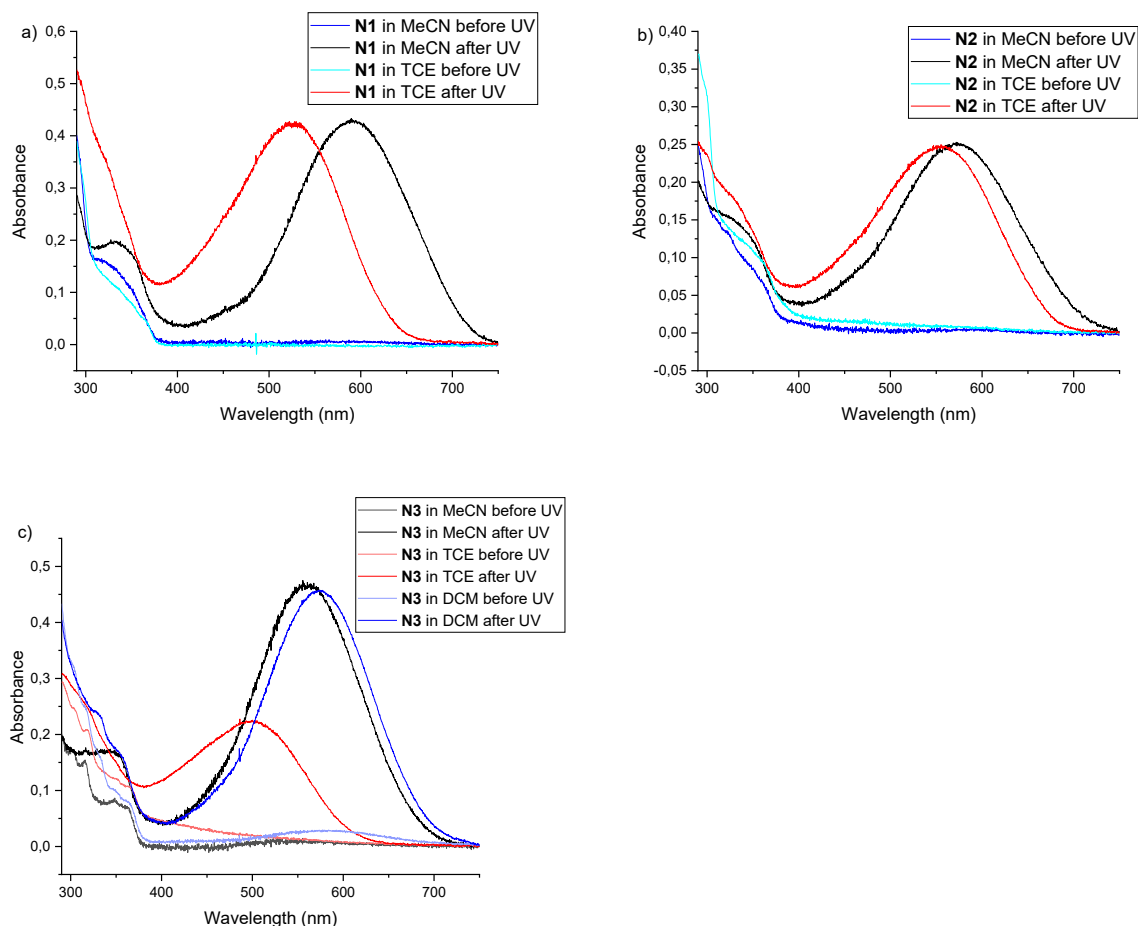 a)
N1 in MeCN before UV
N1 in MeCN after UV
N1 in TCE before UV
N1 in TCE after UV
0,6
0,5
0,4
0,3
0,2
0,1
0,0
Absorbance
300 400 500 600 700
Wavelength (nm)
b)
N2 in MeCN before UV
N2 in MeCN after UV
N2 in TCE before UV
N2 in TCE after UV
0,40
0,35
0,30
0,25
0,20
0,15
0,10
0,05
0,00
-0,05
Absorbance
300 400 500 600 700
Wavelength (nm)
c)
N3 in MeCN before UV
N3 in MeCN after UV
N3 in TCE before UV
N3 in TCE after UV
N3 in DCM before UV
N3 in DCM after UV
0,5
0,4
0,3
0,2
0,1
0,0
Absorbance
300 400 500 600 700
Wavelength (nm)